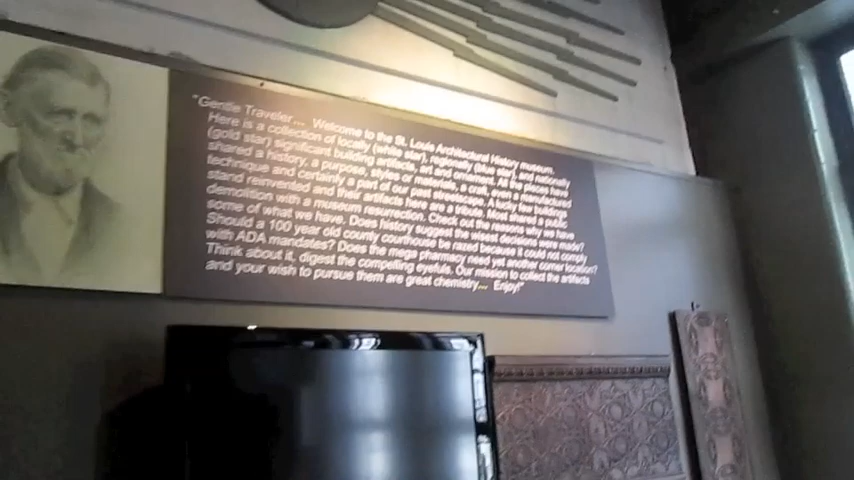 "Gentle Traveler... Welcome to the St. Louis Architectural History museum.
Here is a collection of locally (white star), regionally (blue star), and nationally
(gold star) significant building artifacts, art and ornament. All the pieces have
shared a history, a purpose, styles or materials, a craft, even a manufactured
technique and certainly a part of our past streetscape. A lucky few buildings
stand reinvented and their artifacts here are a tribute. Most shared a public
demolition with a museum resurrection. Check out the reasons why we have
some of what we have. Does history suggest the wisest decisions were made?
Should a 100 year old county courthouse be razed because it could not comply
with ADA mandates? Does the mega pharmacy need yet another corner location?
Think about it, digest the compelling eyefuls. Our mission to collect the artifacts
and your wish to pursue them are great chemistry... Enjoy!"